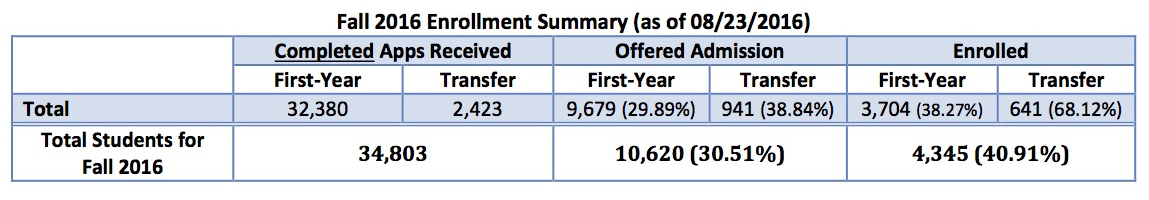 Fall 2016 Enrollment Summary (as of 08/23/2016)
Completed Apps Received Offered Admission Enrolled
First-Year Transfer First-Year Transfer First-Year Transfer
Total 32,380 2,423 9,679 (29.89%) 941 (38.84%) 3,704 (38.27%) 641 (68.12%)
Total Students for
Fall 2016 34,803 10,620 (30.51%) 4,345 (40.91%)